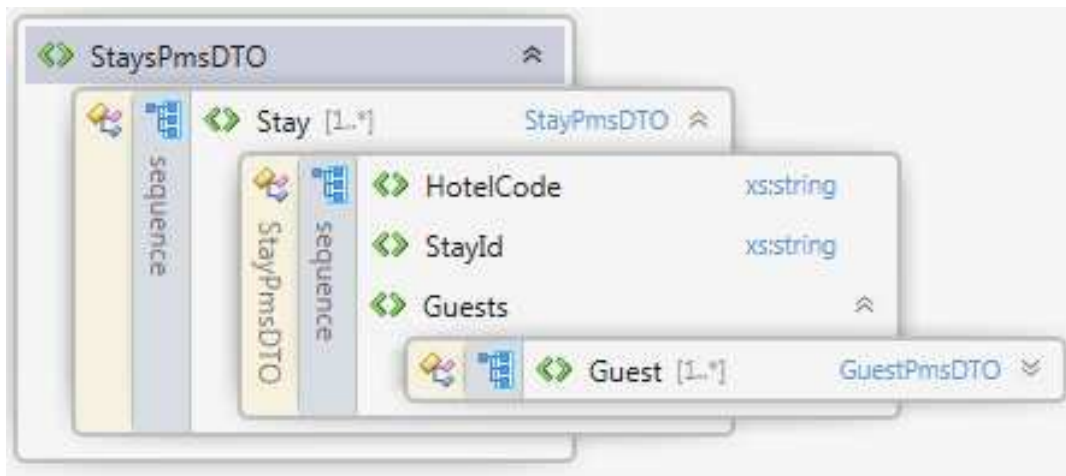 StaysPmsDTO
Stay [1..*] StayPmsDTO
sequence
HotelCode xs:string
StayPmsDTO
sequence
StayId xs:string
Guests
Guest [1..*] GuestPmsDTO